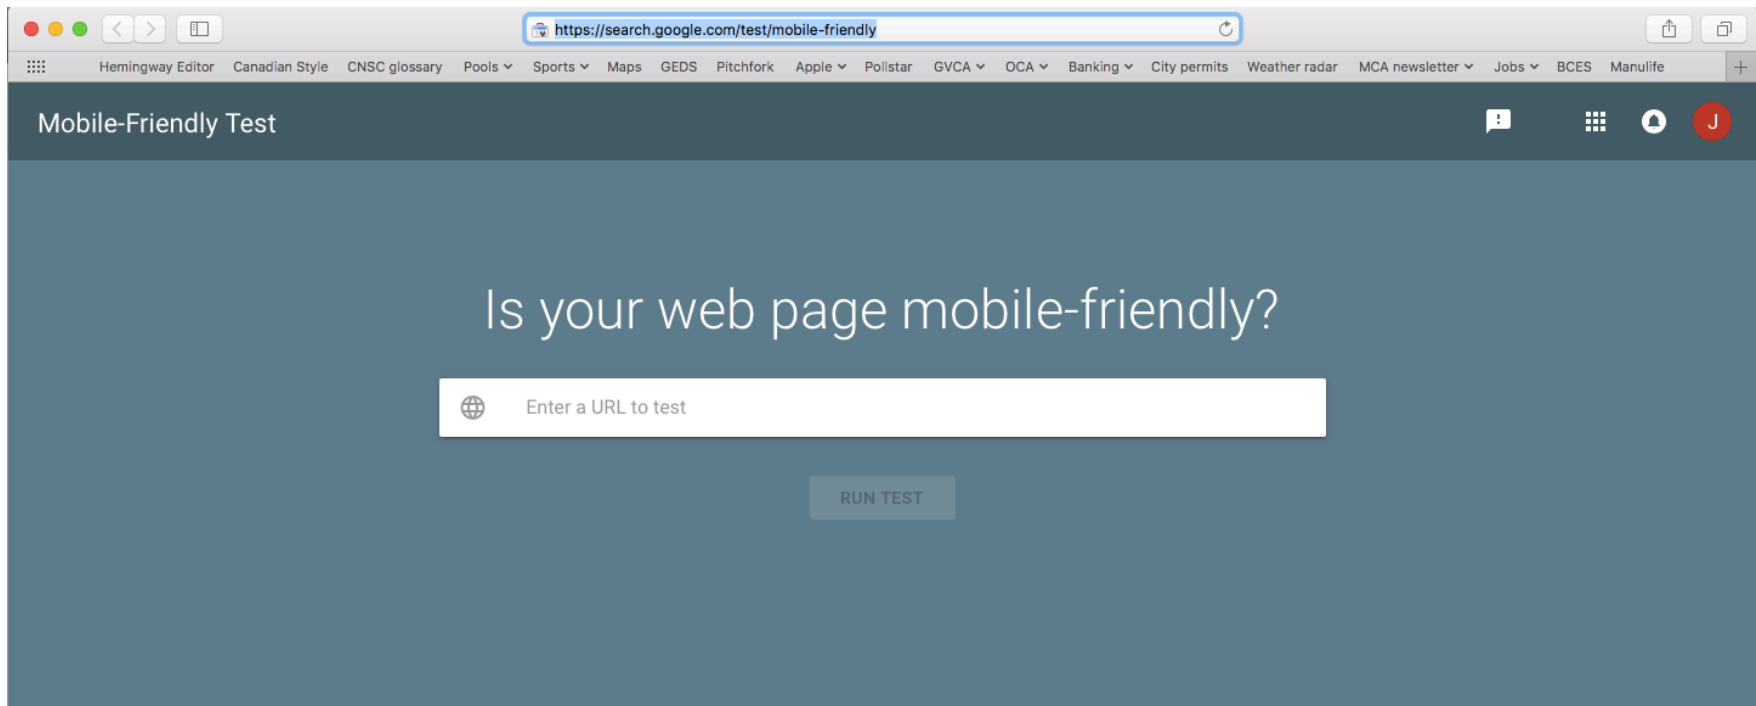 https://search.google.com/test/mobile-friendly
Hemingway Editor Canadian Style CNSC glossary Pools Sports Maps GEDS Pitchfork Apple Pollstar GVCA OCA Banking City permits Weather radar MCA newsletter Jobs BCES Manulife
Mobile-Friendly Test
J
Is your web page mobile-friendly?
Enter a URL to test
RUN TEST